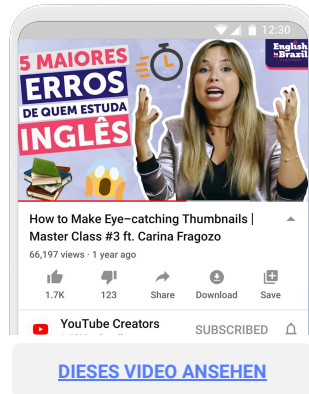 12:30
5 MAIORES
ERROS
DE QUEM ESTUDA
INGLÊS
English
in Brazil
How to Make Eye-catching Thumbnails |
Master Class #3 ft. Carina Fragozo
66,197 views · 1 year ago
1.7K 123 Share Download Save
YouTube Creators
SUBSCRIBED
DIESES VIDEO ANSEHEN